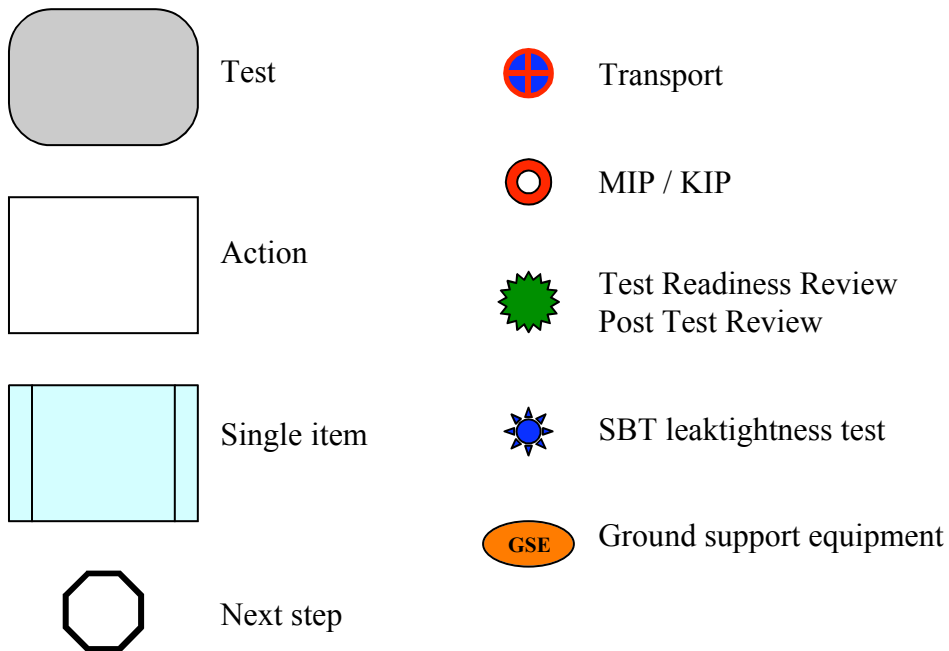 Test
Action
Single item
Next step
Transport
MIP / KIP
Test Readiness Review
Post Test Review
SBT leaktightness test
GSE
Ground support equipment